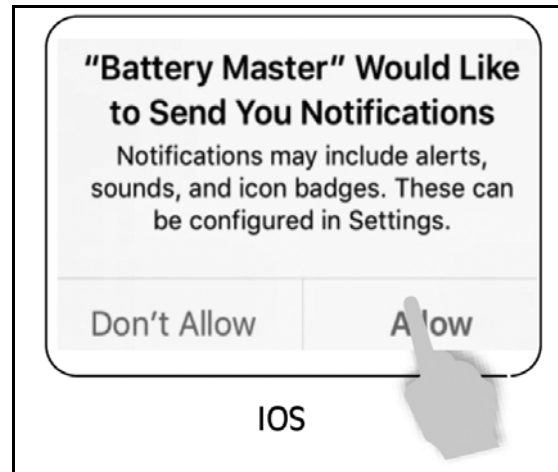 "Battery Master" Would Like
to Send You Notifications
Notifications may include alerts,
sounds, and icon badges. These can
be configured in Settings.
Don't Allow
Allow
IOS